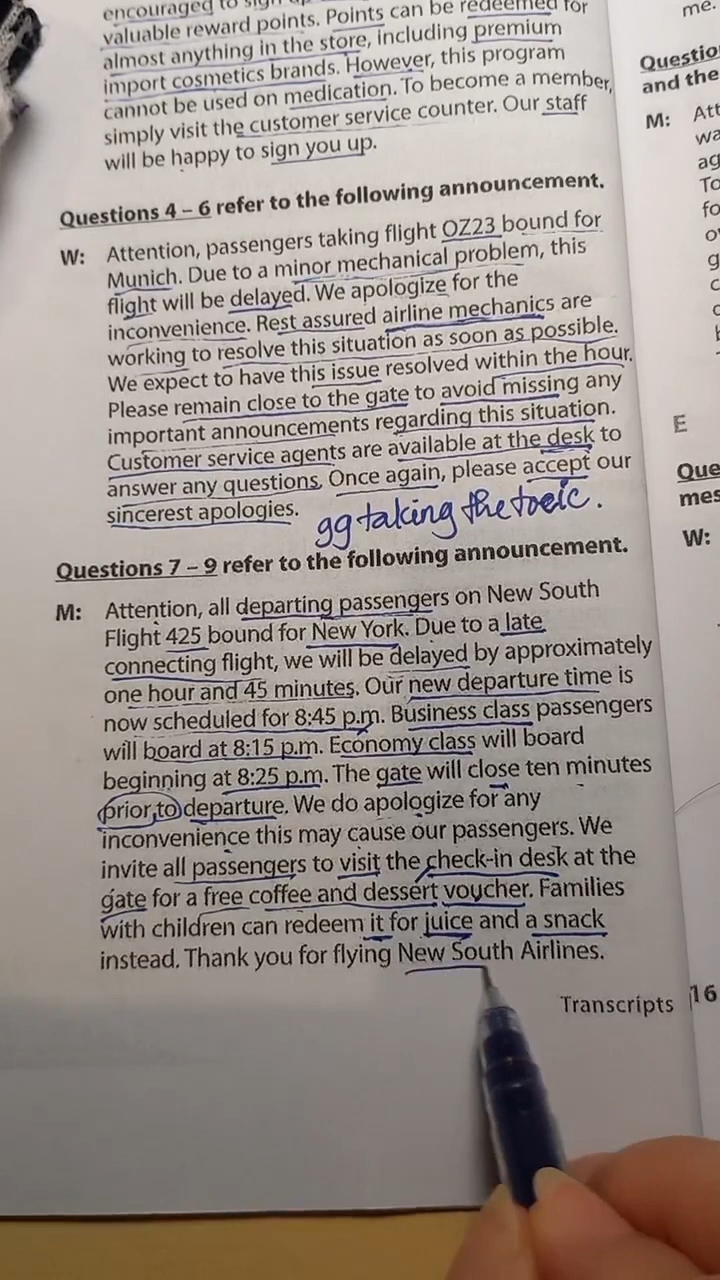 encouraged to sign
valuable reward points. Points can be redeemed for
almost anything in the store, including premium
import cosmetics brands. However, this program
cannot be used on medication. To become a member,
simply visit the customer service counter. Our staff
will be happy to sign you up.
Questions 4 – 6 refer to the following announcement.
W: Attention, passengers taking flight OZ23 bound for
Munich. Due to a minor mechanical problem, this
flight will be delayed. We apologize for the
inconvenience. Rest assured airline mechanics are
working to resolve this situation as soon as possible.
We expect to have this issue resolved within the hour.
Please remain close to the gate to avoid missing any
important announcements regarding this situation.
Customer service agents are available at the desk to
answer any questions. Once again, please accept our
sincerest apologies.
gg taking the toeic.
Questions 7 – 9 refer to the following announcement.
M: Attention, all departing passengers on New South
Flight 425 bound for New York. Due to a late
connecting flight, we will be delayed by approximately
one hour and 45 minutes. Our new departure time is
now scheduled for 8:45 p.m. Business class passengers
will board at 8:15 p.m. Economy class will board
beginning at 8:25 p.m. The gate will close ten minutes
prior to departure. We do apologize for any
inconvenience this may cause our passengers. We
invite all passengers to visit the check-in desk at the
gate for a free coffee and dessert voucher. Families
with children can redeem it for juice and a snack
instead. Thank you for flying New South Airlines.
Transcripts 16
me.
and the
M:
E
W: